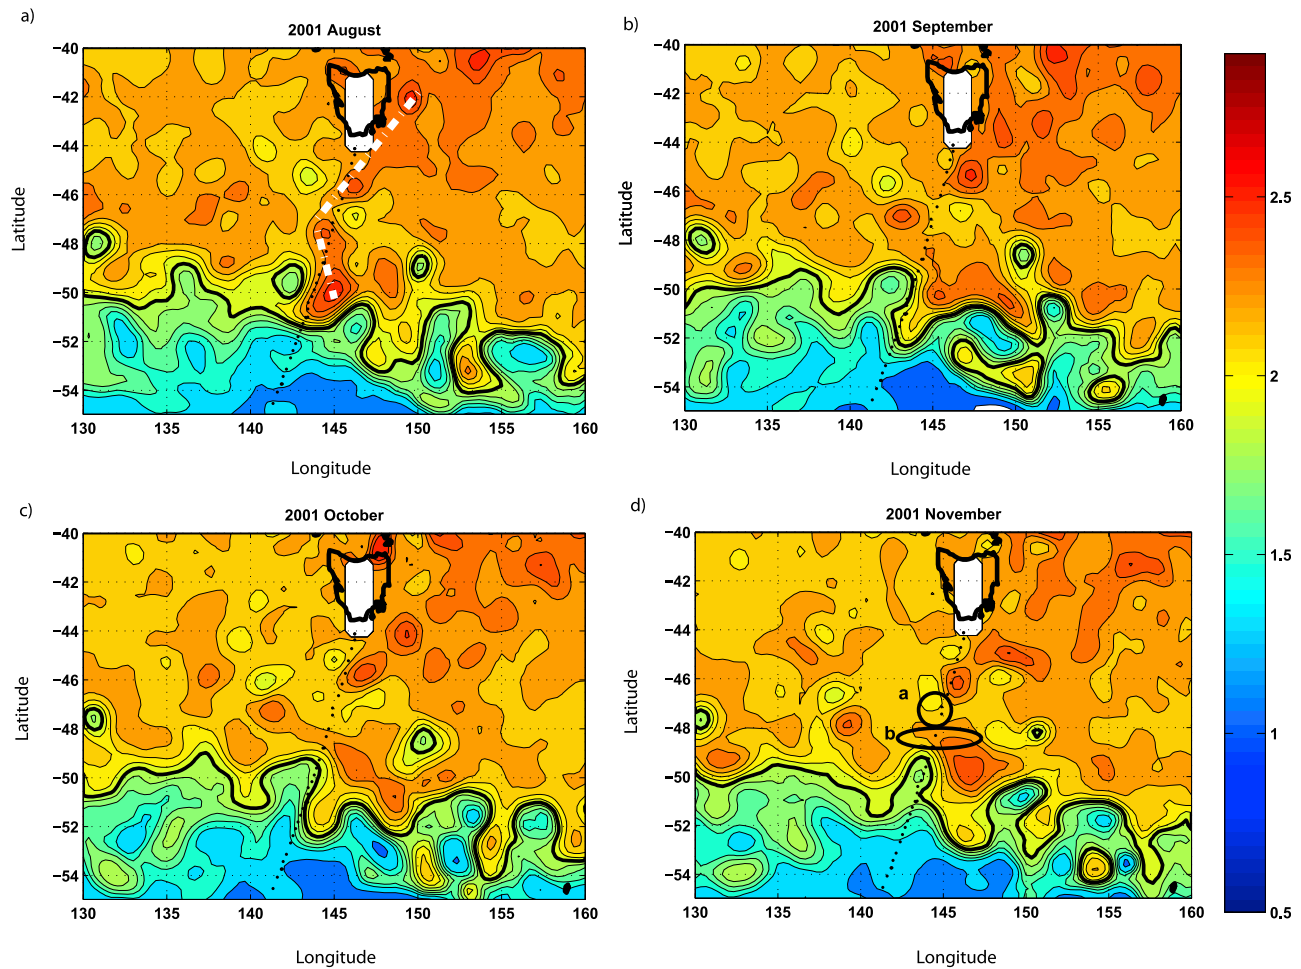 a)
2001 August
−40
−42
−44
−46
−48
−50
−52
−54
Latitude
130 135 140 145 150 155 160
Longitude
b)
2001 September
−40
−42
−44
−46
−48
−50
−52
−54
Latitude
130 135 140 145 150 155 160
Longitude
c)
2001 October
−40
−42
−44
−46
−48
−50
−52
−54
Latitude
130 135 140 145 150 155 160
Longitude
d)
2001 November
−40
−42
−44
−46
−48
−50
−52
−54
Latitude
a
b
130 135 140 145 150 155 160
Longitude
2.5
2
1.5
1
0.5